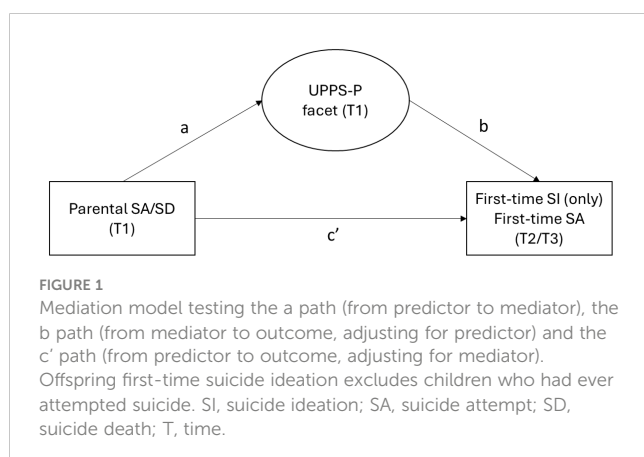 UPPS-P
facet (T1)
a
b
Parental SA/SD
(T1)
First-time SI (only)
First-time SA
(T2/T3)
c’
FIGURE 1
Mediation model testing the a path (from predictor to mediator), the
b path (from mediator to outcome, adjusting for predictor) and the
c’ path (from predictor to outcome, adjusting for mediator).
Offspring first-time suicide ideation excludes children who had ever
attempted suicide. SI, suicide ideation; SA, suicide attempt; SD,
suicide death; T, time.